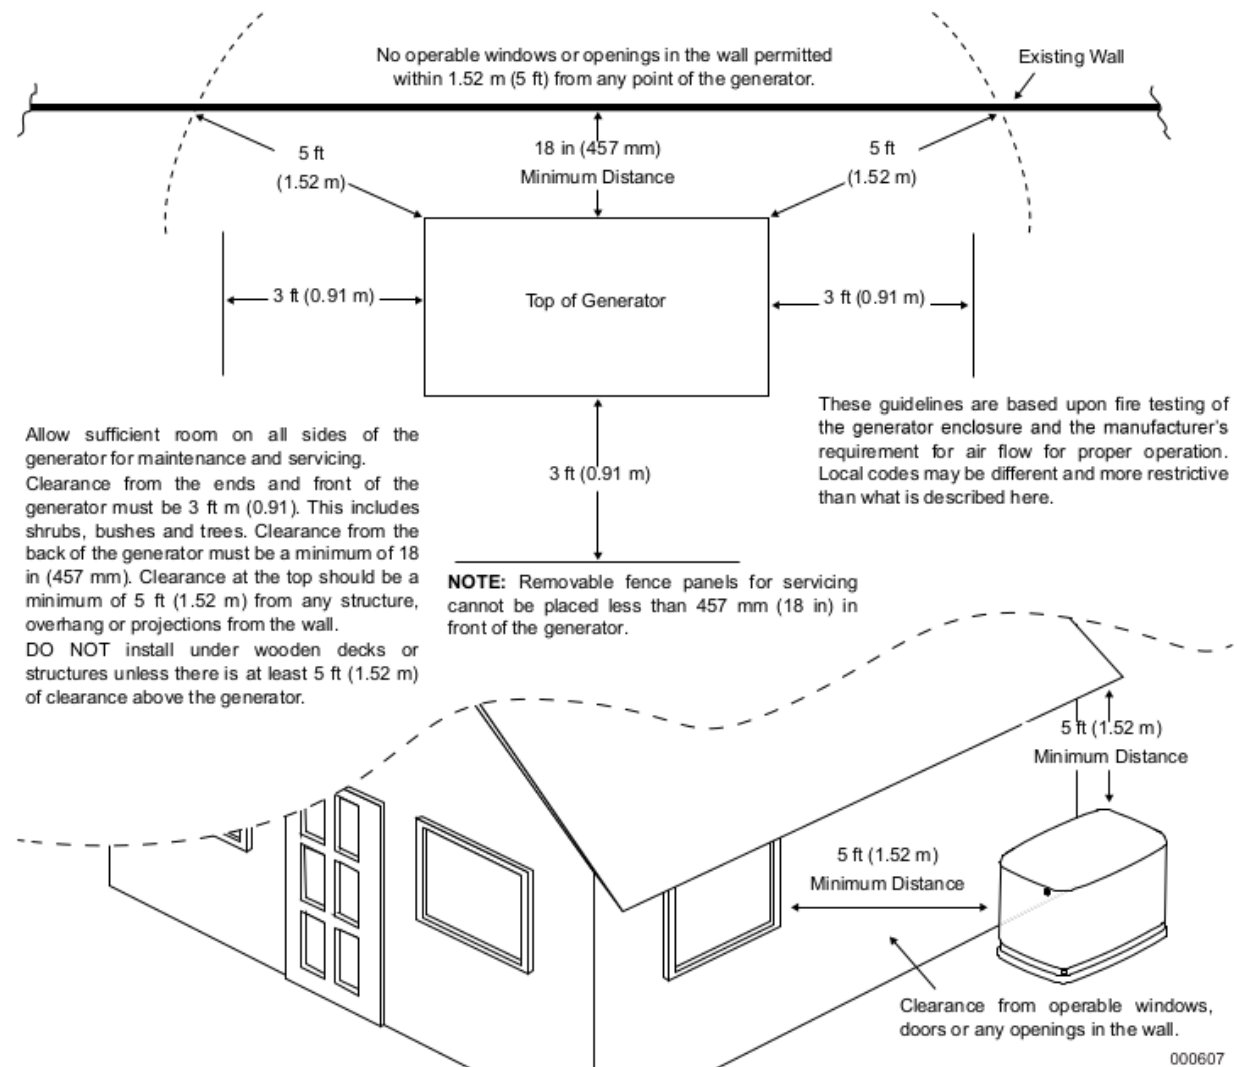 No operable windows or openings in the wall permitted
within 1.52 m (5 ft) from any point of the generator.
Existing Wall
5 ft
(1.52 m)
18 in (457 mm)
Minimum Distance
5 ft
(1.52 m)
3 ft (0.91 m)
Top of Generator
3 ft (0.91 m)
3 ft (0.91 m)
These guidelines are based upon fire testing of
the generator enclosure and the manufacturer's
requirement for air flow for proper operation.
Local codes may be different and more restrictive
than what is described here.
Allow sufficient room on all sides of the
generator for maintenance and servicing.
Clearance from the ends and front of the
generator must be 3 ft m (0.91). This includes
shrubs, bushes and trees. Clearance from the
back of the generator must be a minimum of 18
in (457 mm). Clearance at the top should be a
minimum of 5 ft (1.52 m) from any structure,
overhang or projections from the wall.
DO NOT install under wooden decks or
structures unless there is at least 5 ft (1.52 m)
of clearance above the generator.
NOTE: Removable fence panels for servicing
cannot be placed less than 457 mm (18 in) in
front of the generator.
5 ft (1.52 m)
Minimum Distance
5 ft (1.52 m)
Minimum Distance
Clearance from operable windows,
doors or any openings in the wall.
000607